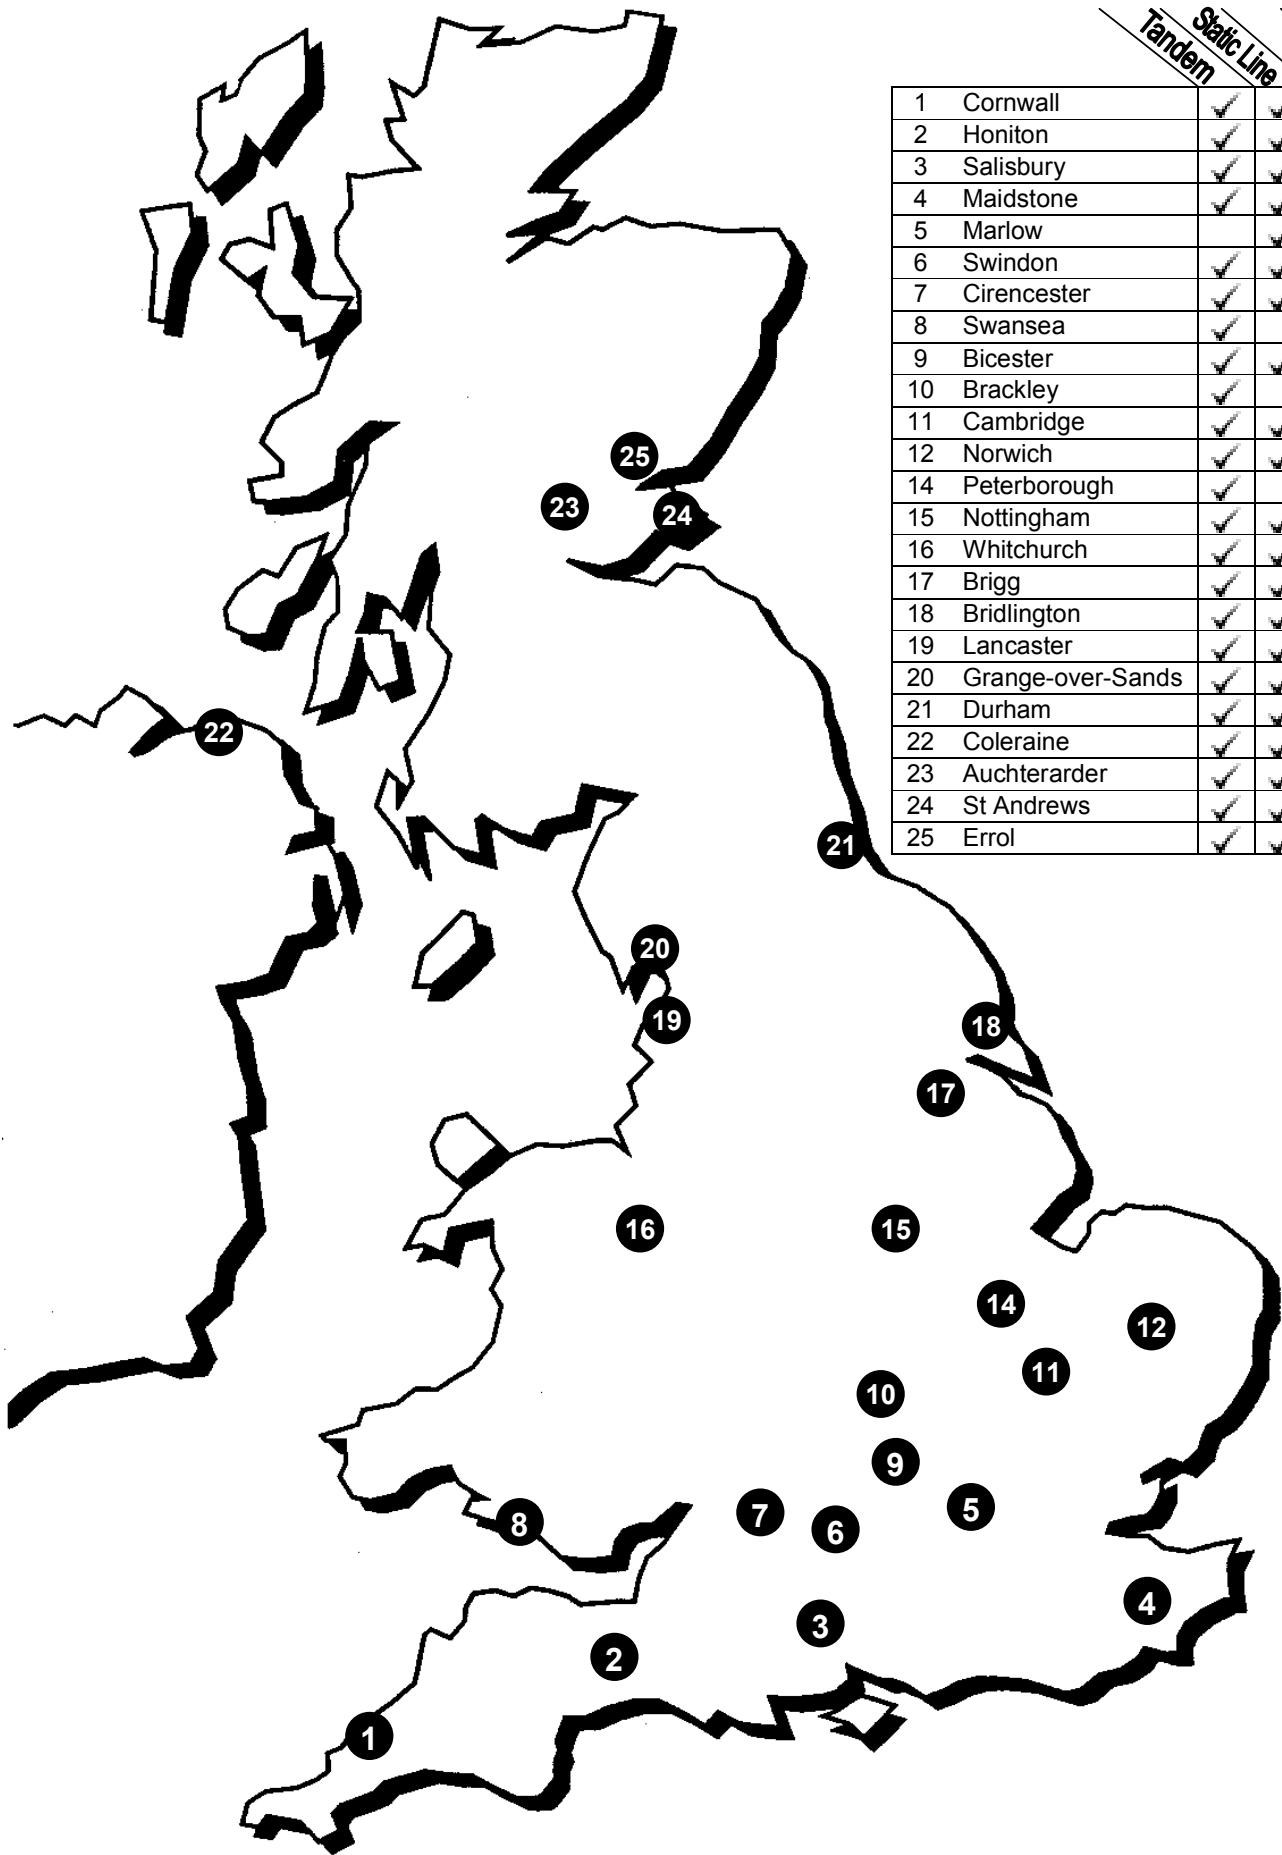 Tandem
Static Line
1 Cornwall ✓ ✓
2 Honiton ✓ ✓
3 Salisbury ✓ ✓
4 Maidstone ✓ ✓
5 Marlow ✓
6 Swindon ✓ ✓
7 Cirencester ✓ ✓
8 Swansea ✓
9 Bicester ✓ ✓
10 Brackley ✓
11 Cambridge ✓ ✓
12 Norwich ✓ ✓
14 Peterborough ✓
15 Nottingham ✓ ✓
16 Whitchurch ✓ ✓
17 Brigg ✓ ✓
18 Bridlington ✓ ✓
19 Lancaster ✓ ✓
20 Grange-over-Sands ✓ ✓
21 Durham ✓ ✓
22 Coleraine ✓ ✓
23 Auchterarder ✓ ✓
24 St Andrews ✓ ✓
25 Errol ✓ ✓
25
23
24
22
21
20
19
18
17
16
15
14
12
11
10
9
5
7
6
8
4
3
2
1